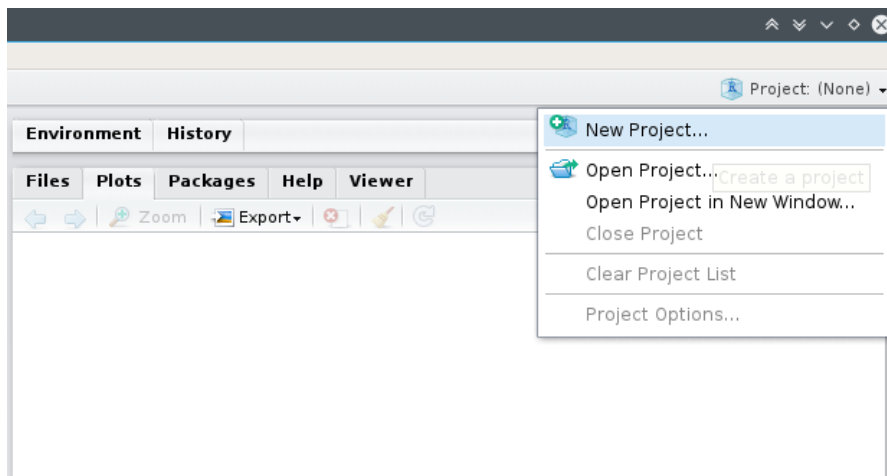 Project: (None)
Environment History
New Project...
Files Plots Packages Help Viewer
Open Project...
Create a project
Zoom Export
Open Project in New Window...
Close Project
Clear Project List
Project Options...